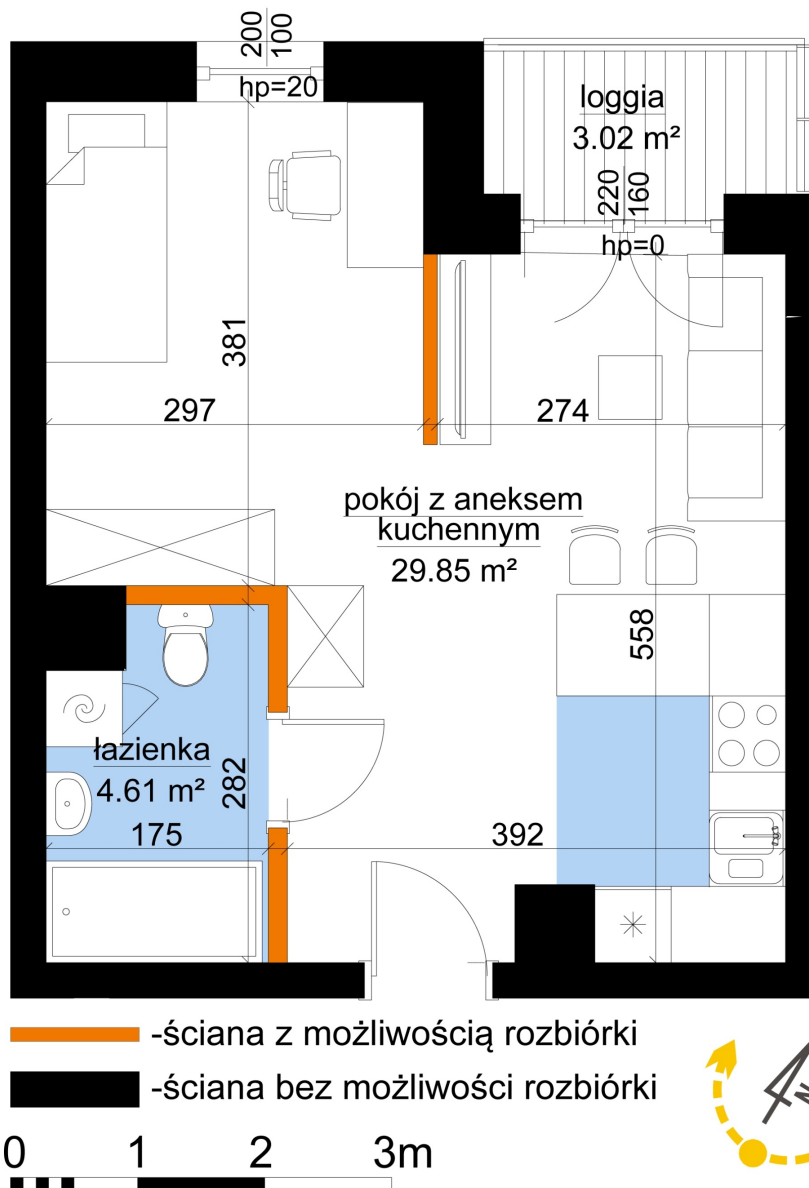 200
100
hp=20
loggia
3.02 m²
220
160
hp=0
381
297
274
pokój z aneksem
kuchennym
29.85 m²
558
łazienka
4.61 m²
282
175
392
-ściana z możliwością rozbiórki
-ściana bez możliwości rozbiórki
N
0 1 2 3m